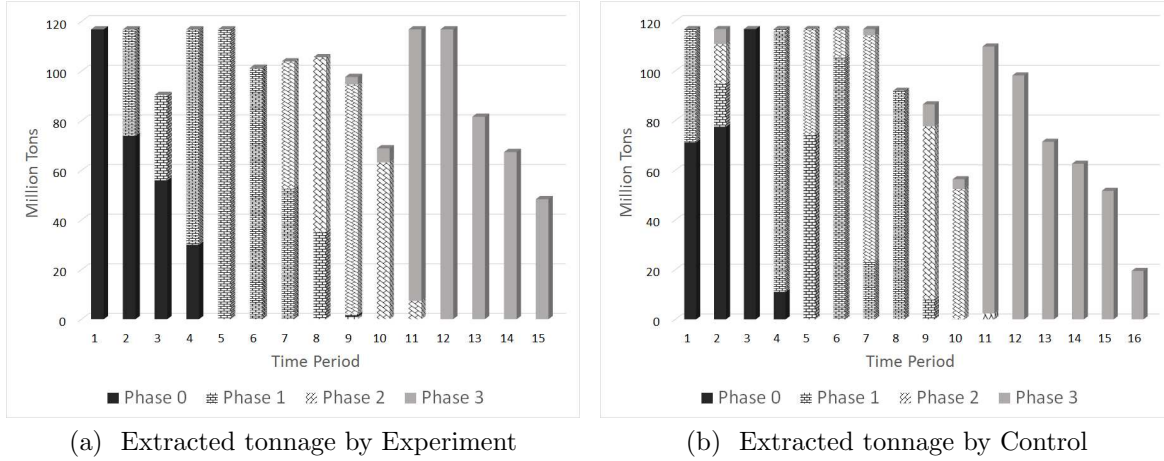 120
100
80
60
40
20
0
Million Tons
1 2 3 4 5 6 7 8 9 10 11 12 13 14 15
Time Period
Phase 0 Phase 1 Phase 2 Phase 3
(a) Extracted tonnage by Experiment
120
100
80
60
40
20
0
Million Tons
1 2 3 4 5 6 7 8 9 10 11 12 13 14 15 16
Time Period
Phase 0 Phase 1 Phase 2 Phase 3
(b) Extracted tonnage by Control